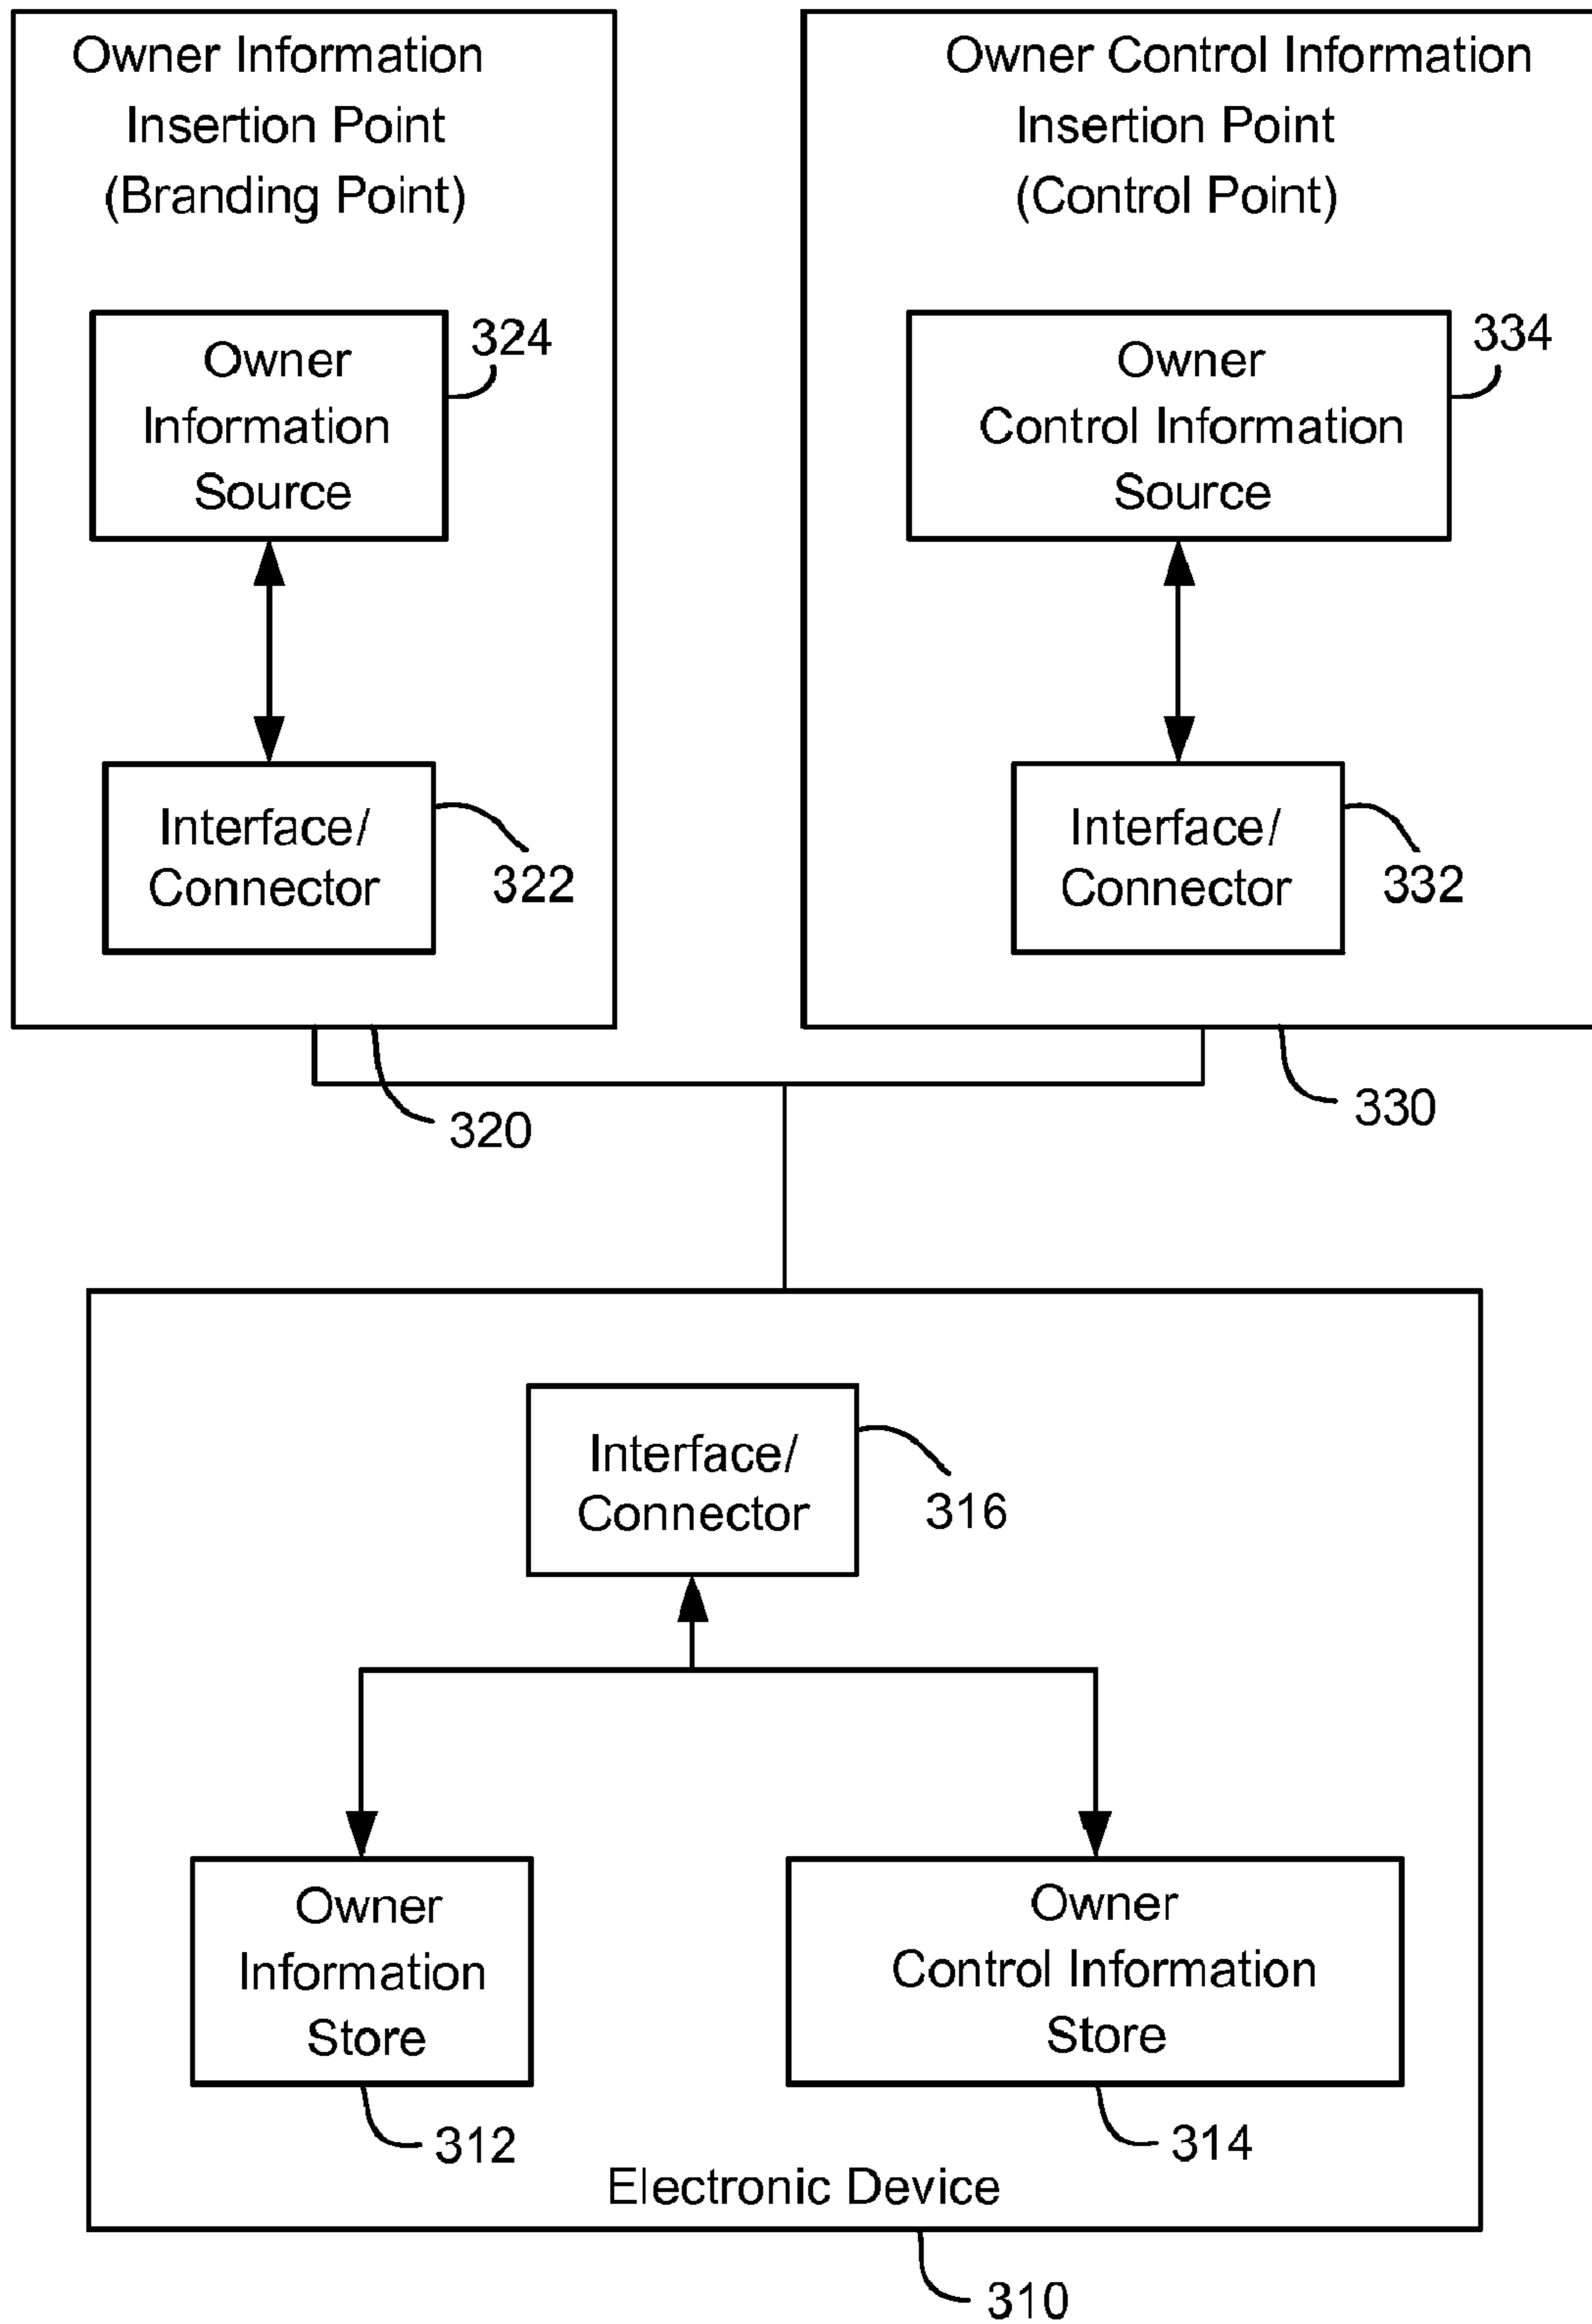 Owner Information
Insertion Point
(Branding Point)
Owner
Information
Source
324
Interface/
Connector
322
320
Owner Control Information
Insertion Point
(Control Point)
Owner
Control Information
Source
334
Interface/
Connector
332
330
Interface/
Connector
316
Owner
Information
Store
312
Owner
Control Information
Store
314
Electronic Device
310